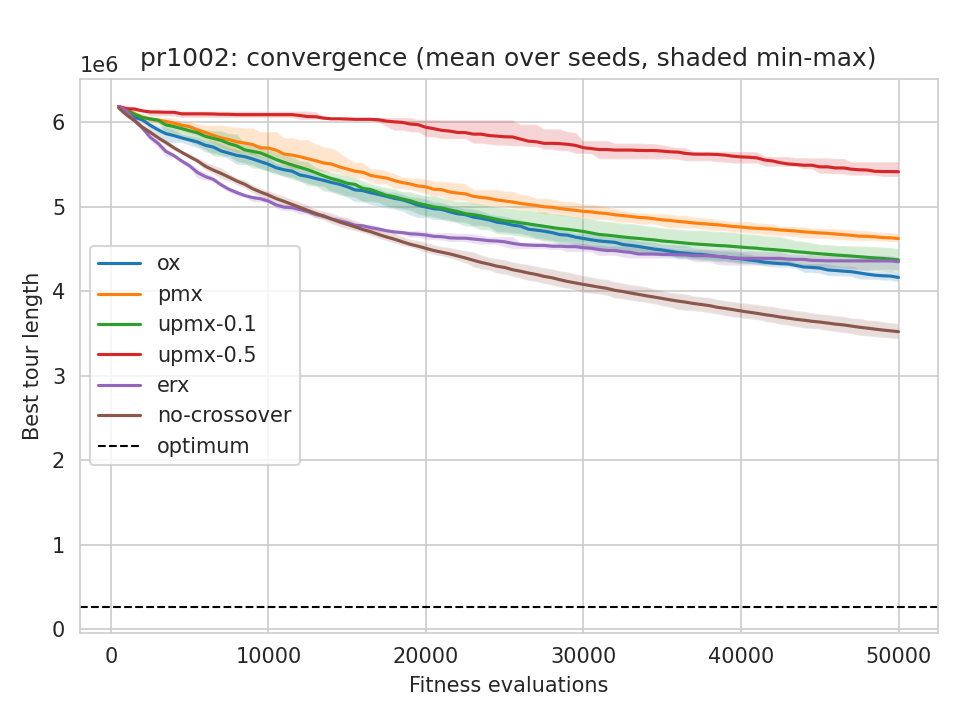 pr1002: convergence (mean over seeds, shaded min-max)
1e6
6
5
4
3
2
1
0
Best tour length
ox
pmx
upmx-0.1
upmx-0.5
erx
no-crossover
optimum
0 10000 20000 30000 40000 50000
Fitness evaluations